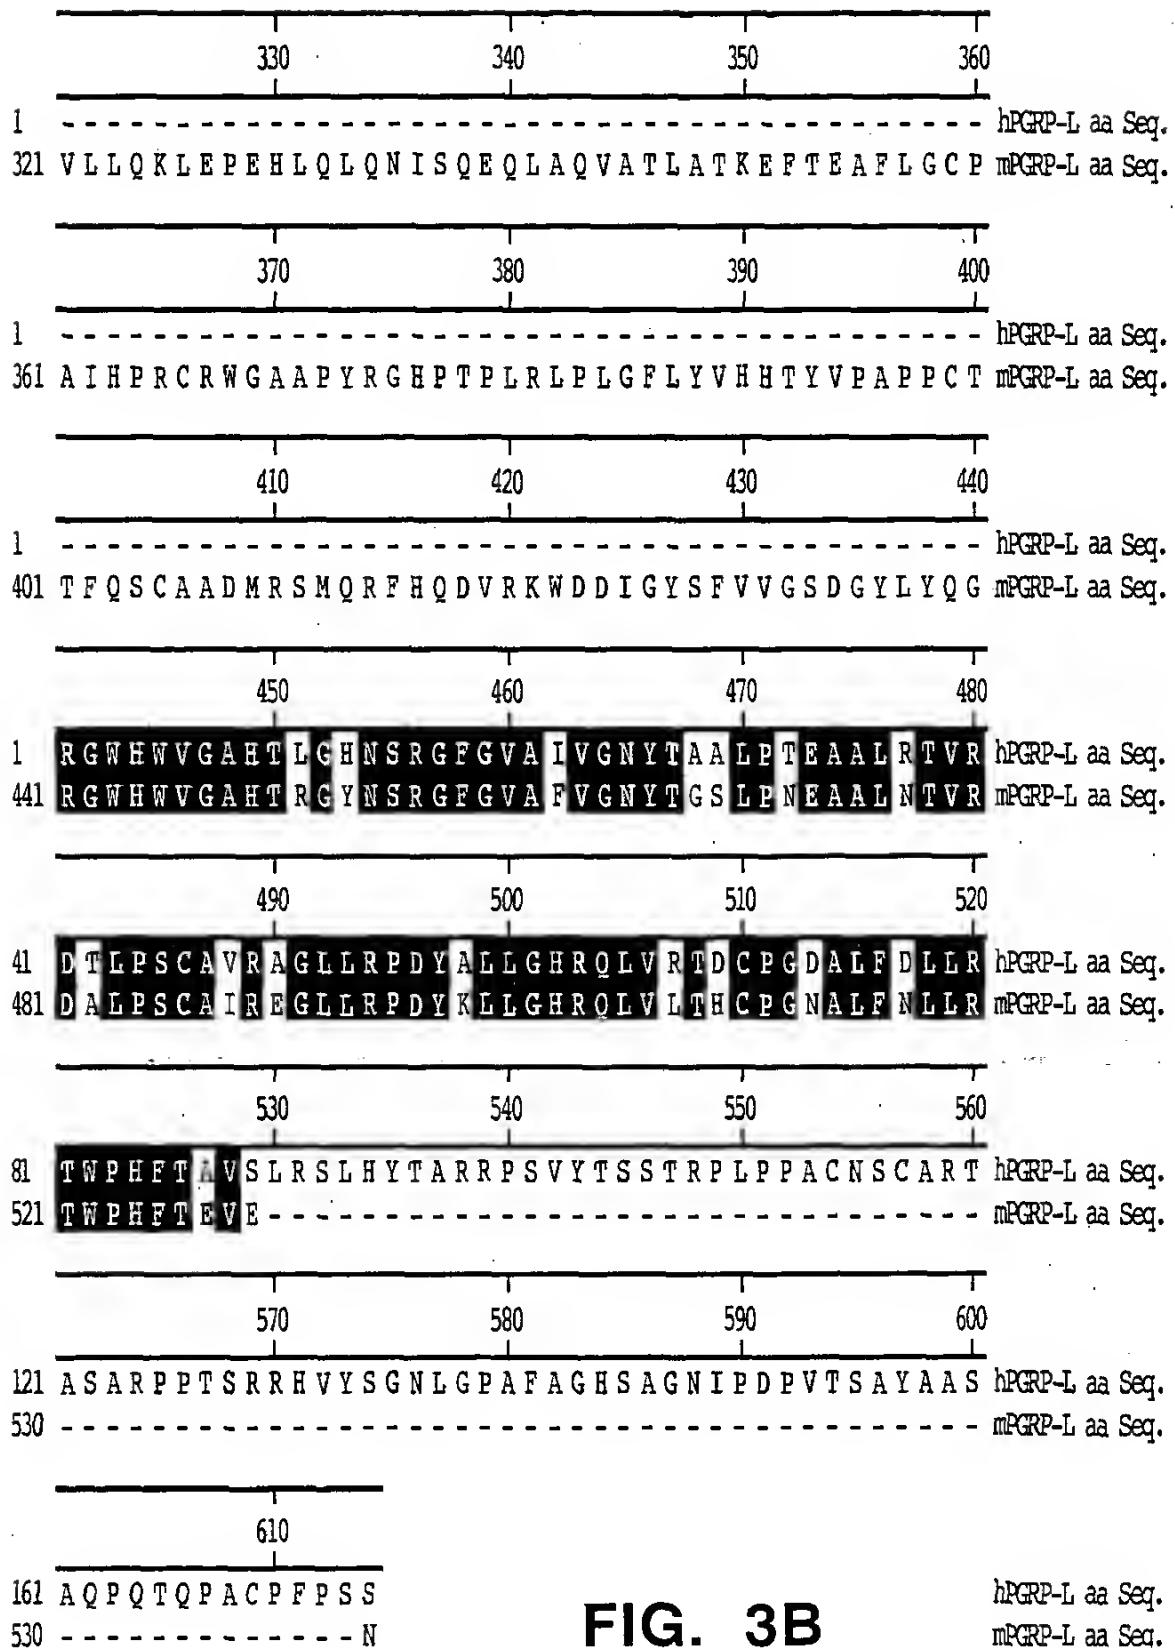 330 340 350 360
1 - - - - - - - - - - - - - - - - - - - - - - - - - - - - - - - - - - - - - - - - hPGRP-L aa Seq.
321 V L L Q K L E P E H L Q L Q N I S Q E Q L A Q V A T L A T K E F T E A F L G C P mPGRP-L aa Seq.
370 380 390 400
1 - - - - - - - - - - - - - - - - - - - - - - - - - - - - - - - - - - - - - - - - hPGRP-L aa Seq.
361 A I H P R C R W G A A P Y R G H P T P L R L P L G F L Y V H H T Y V P A P P C T mPGRP-L aa Seq.
410 420 430 440
1 - - - - - - - - - - - - - - - - - - - - - - - - - - - - - - - - - - - - - - - - hPGRP-L aa Seq.
401 T F Q S C A A D M R S M Q R F H Q D V R K W D D I G Y S F V V G S D G Y L Y Q G mPGRP-L aa Seq.
450 460 470 480
1 R G W H W V G A H T L G H N S R G F G V A I V G N Y T A A L P T E A A L R T V R hPGRP-L aa Seq.
441 R G W H W V G A H T R G Y N S R G F G V A F V G N Y T G S L P N E A A L N T V R mPGRP-L aa Seq.
490 500 510 520
41 D T L P S C A V R A G L L R P D Y A L L G H R Q L V R T D C P G D A L F D L L R hPGRP-L aa Seq.
481 D A L P S C A I R E G L L R P D Y K L L G H R Q L V L T H C P G N A L F N L L R mPGRP-L aa Seq.
530 540 550 560
81 T W P H F T A V S L R S L H Y T A R R P S V Y T S S T R P L P P A C N S C A R T hPGRP-L aa Seq.
521 T W P H F T E V E - - - - - - - - - - - - - - - - - - - - - - - - - - - - - - - mPGRP-L aa Seq.
570 580 590 600
121 A S A R P P T S R R H V Y S G N L G P A F A G H S A G N I P D P V T S A Y A A S hPGRP-L aa Seq.
530 - - - - - - - - - - - - - - - - - - - - - - - - - - - - - - - - - - - - - - - - mPGRP-L aa Seq.
610
161 A Q P Q T Q P A C P F P S S hPGRP-L aa Seq.
530 - - - - - - - - - - - - - N mPGRP-L aa Seq.
FIG. 3B